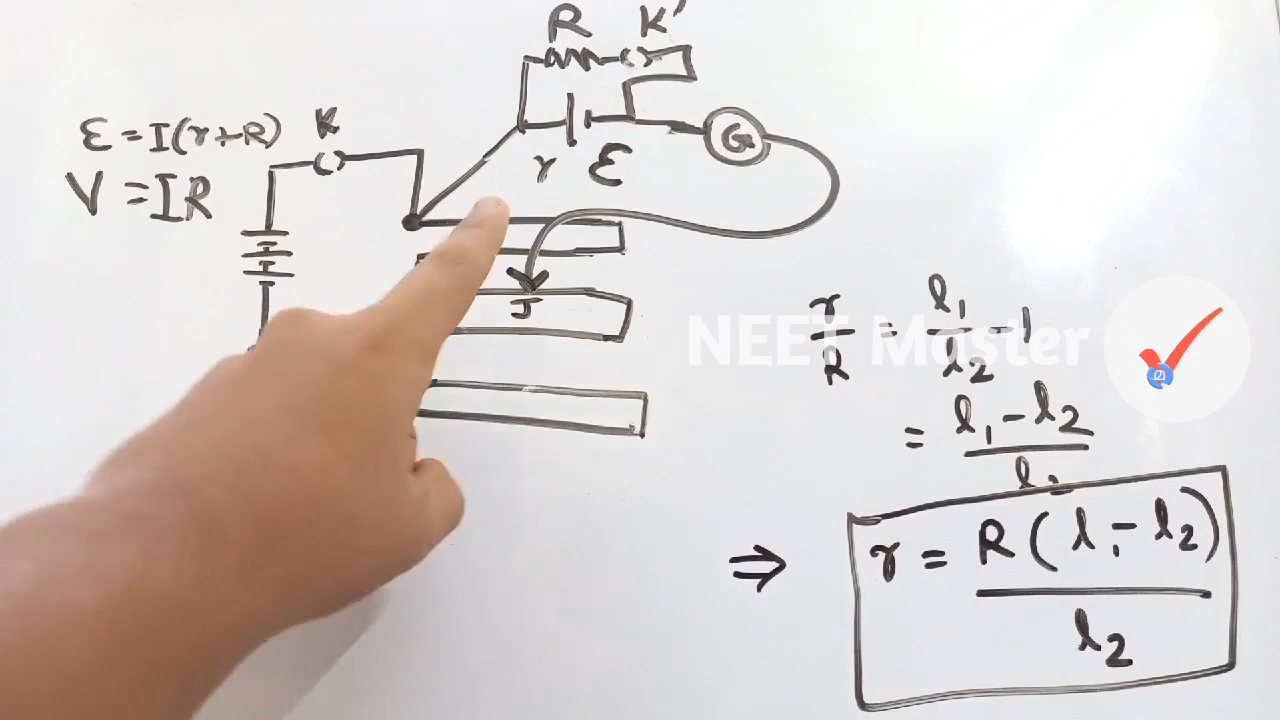 R K'
K
ε = I(r+R)
V = IR
r ε
G
J
NEET Master
r/R = l₁/l₂ - 1
= l₁ - l₂ / l₂
⇒ r = R(l₁ - l₂) / l₂